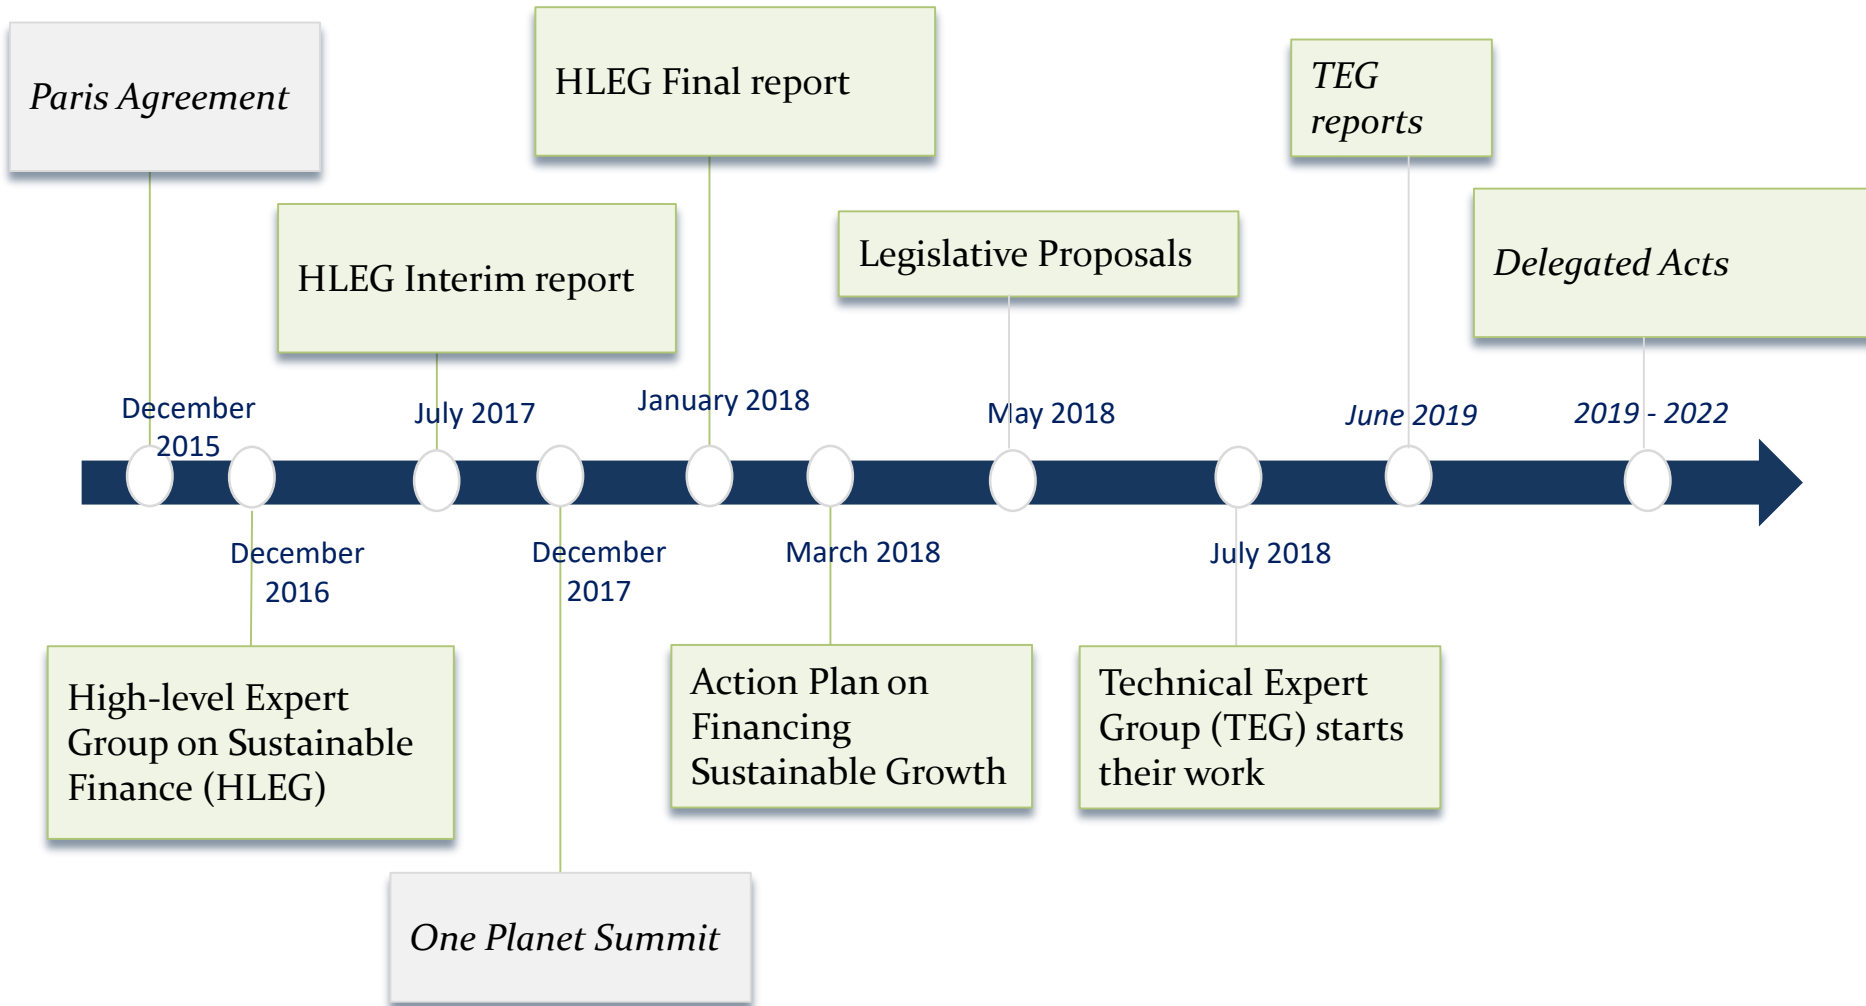 Paris Agreement
HLEG Final report
TEG
reports
HLEG Interim report
Legislative Proposals
Delegated Acts
December
2015
July 2017
January 2018
May 2018
June 2019
2019 - 2022
December
2016
December
2017
March 2018
July 2018
High-level Expert
Group on Sustainable
Finance (HLEG)
Action Plan on
Financing
Sustainable Growth
Technical Expert
Group (TEG) starts
their work
One Planet Summit